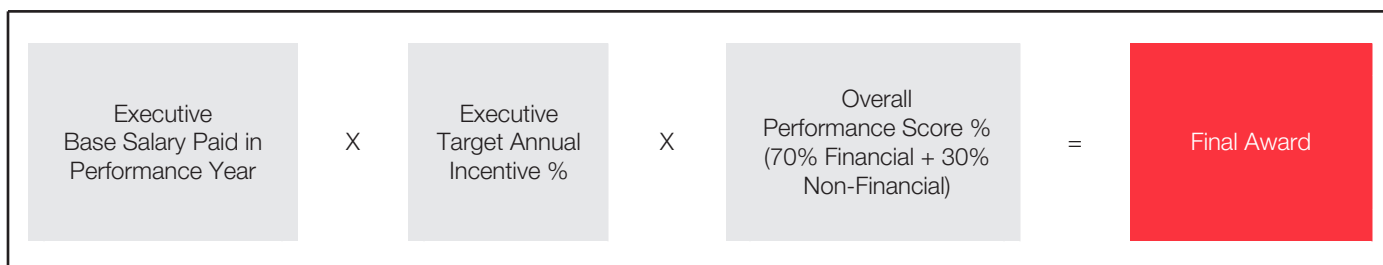 Executive
Base Salary Paid in
Performance Year
X
Executive
Target Annual
Incentive %
X
Overall
Performance Score %
(70% Financial + 30%
Non-Financial)
=
Final Award